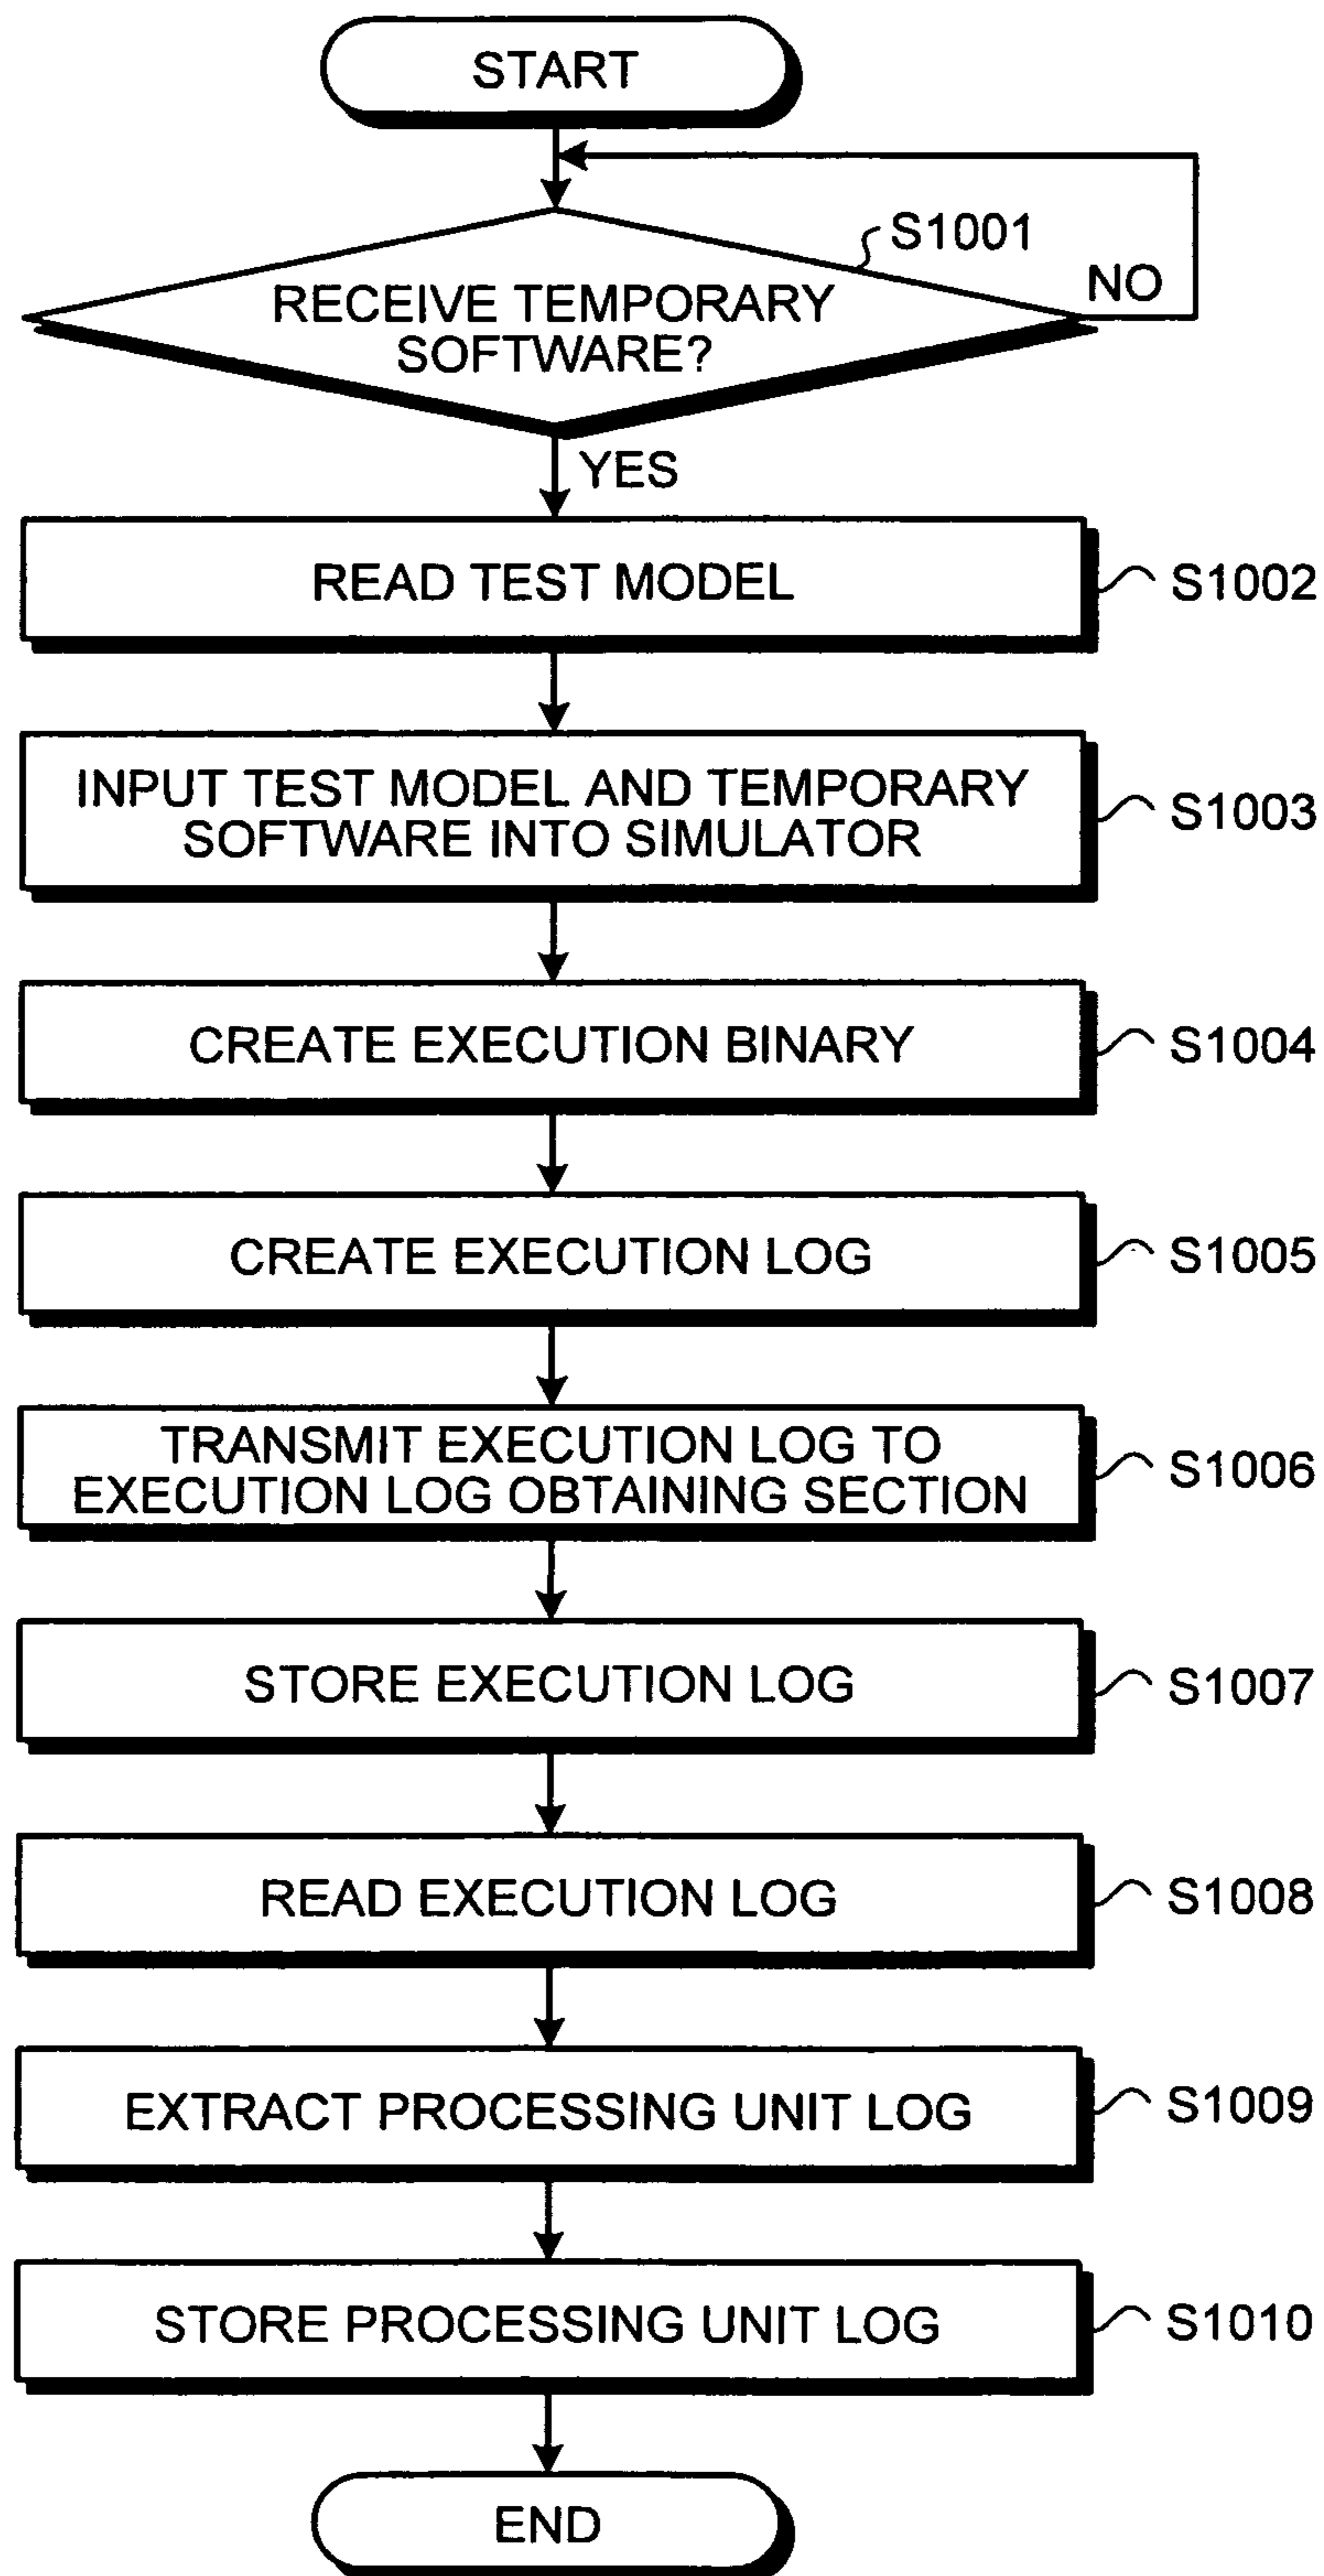 START
S1001
NO
RECEIVE TEMPORARY
SOFTWARE?
YES
READ TEST MODEL
S1002
INPUT TEST MODEL AND TEMPORARY
SOFTWARE INTO SIMULATOR
S1003
CREATE EXECUTION BINARY
S1004
CREATE EXECUTION LOG
S1005
TRANSMIT EXECUTION LOG TO
EXECUTION LOG OBTAINING SECTION
S1006
STORE EXECUTION LOG
S1007
READ EXECUTION LOG
S1008
EXTRACT PROCESSING UNIT LOG
S1009
STORE PROCESSING UNIT LOG
S1010
END